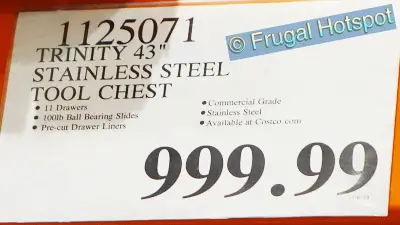 1125071
© Frugal Hotspot
TRINITY 43"
STAINLESS STEEL
TOOL CHEST
• 11 Drawers
• 100lb Ball Bearing Slides
• Pre-cut Drawer Liners
• Commercial Grade
• Stainless Steel
• Available at Costco.com
999.99